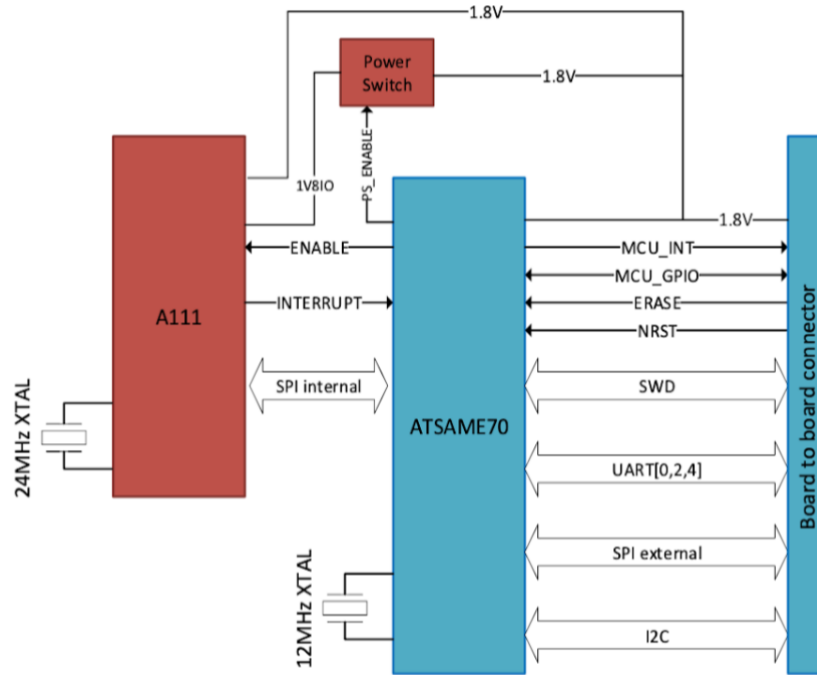 1.8V
Power
Switch
1.8V
PS_ENABLE
1V8IO
1.8V
ENABLE
MCU_INT
MCU_GPIO
INTERRUPT
ERASE
A111
NRST
SPI internal
SWD
24MHz XTAL
ATSAME70
Board to board connector
UART[0,2,4]
SPI external
12MHz XTAL
I2C